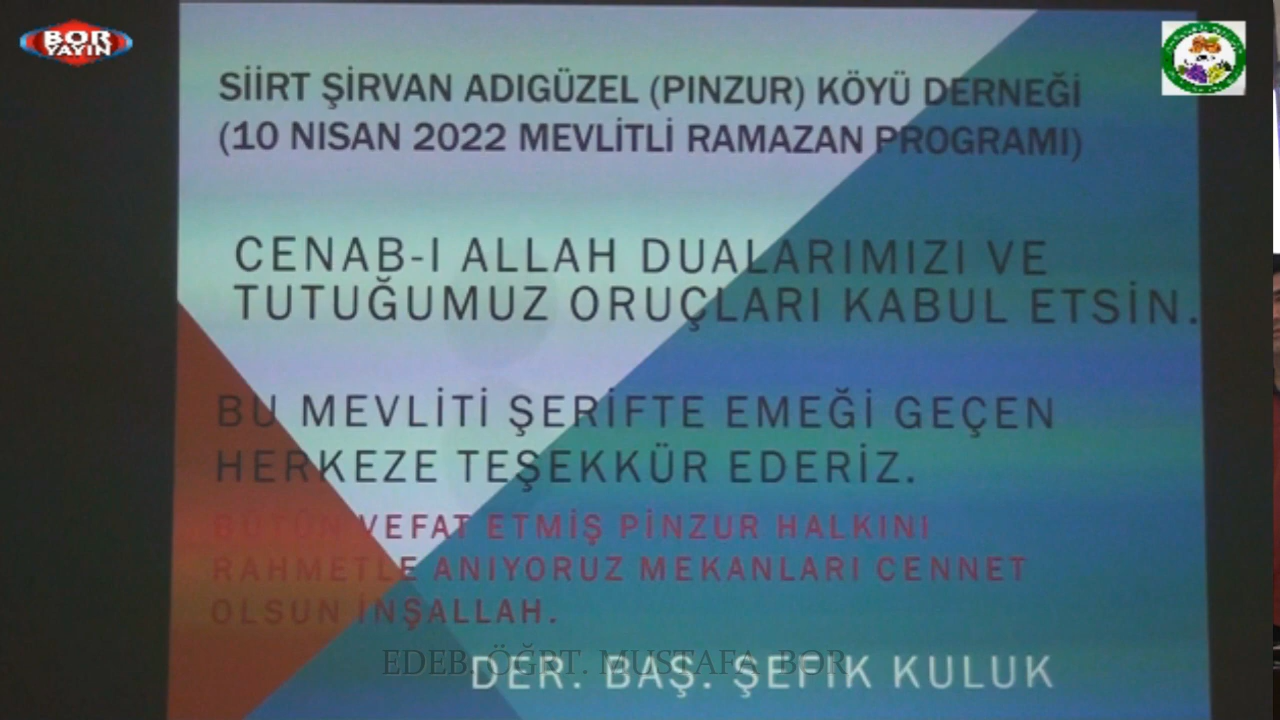 BOR
YAYIN
SİİRT ŞİRVAN ADIGÜZEL (PINZUR) KÖYÜ DERNEĞİ
(10 NISAN 2022 MEVLİTLİ RAMAZAN PROGRAMI)
CENAB-I ALLAH DUALARIMIZI VE
TUTUĞUMUZ ORUÇLARI KABUL ETSİN.
BU MEVLİTİ ŞERİFTE EMEĞİ GEÇEN
HERKEZE TEŞEKKÜR EDERİZ.
BÜTÜN VEFAT ETMİŞ PİNZUR HALKINI
RAHMETLE ANIYORUZ MEKANLARI CENNET
OLSUN İNŞALLAH.
EDEB. ÖĞRT. MUSTAFA BOR
DER. BAŞ. ŞEFİK KULUK